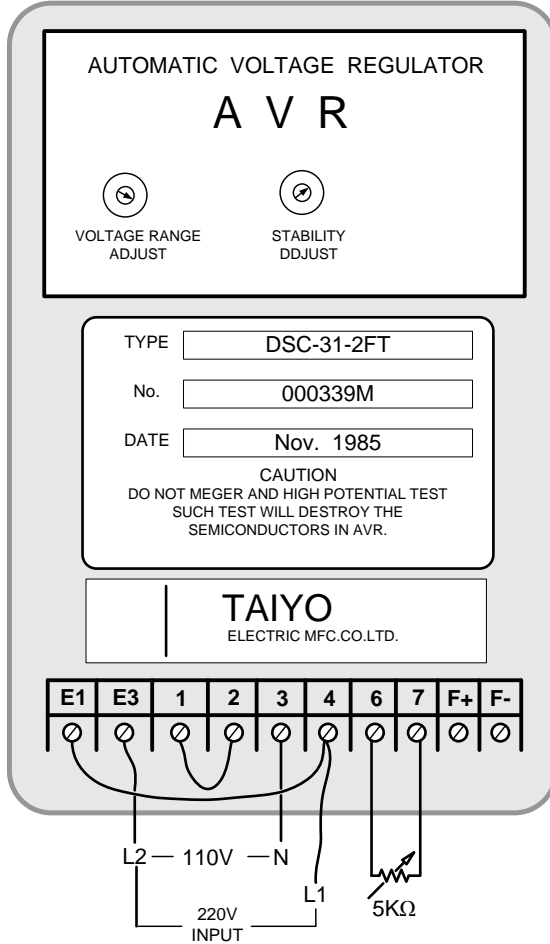 AUTOMATIC VOLTAGE REGULATOR
A V R
VOLTAGE RANGE
ADJUST
STABILITY
DDJUST
TYPE DSC-31-2FT
No. 000339M
DATE Nov. 1985
CAUTION
DO NOT MEGER AND HIGH POTENTIAL TEST
SUCH TEST WILL DESTROY THE
SEMICONDUCTORS IN AVR.
TAIYO
ELECTRIC MFC.CO.LTD.
E1 E3 1 2 3 4 6 7 F+ F-
L2 110V N
L1
5KΩ
220V
INPUT